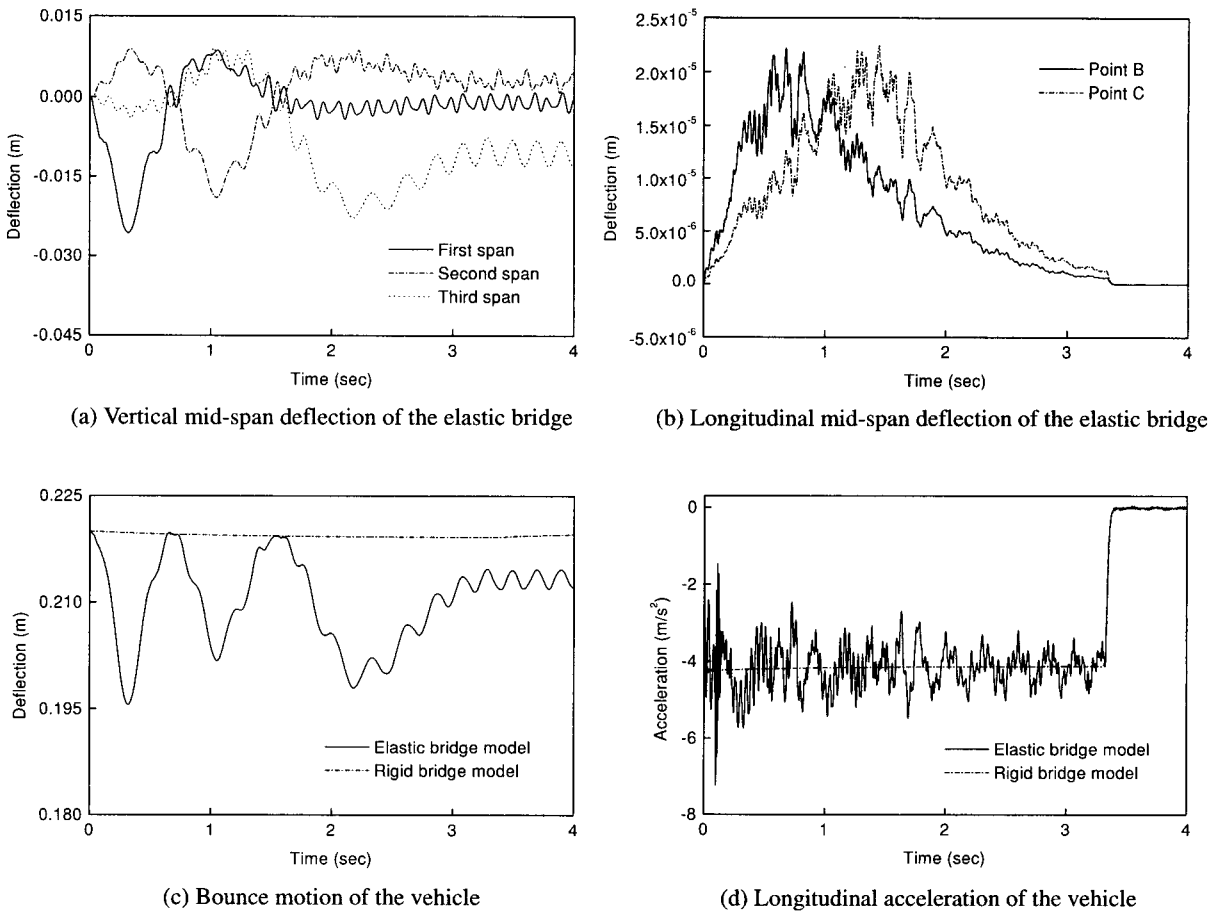 0.015
0.000
-0.015
-0.030
-0.045
Deflection (m)
First span
Second span
Third span
0 1 2 3 4
Time (sec)
(a) Vertical mid-span deflection of the elastic bridge
2.5x10-5
2.0x10-5
1.5x10-5
1.0x10-5
5.0x10-6
0.0
-5.0x10-6
Deflection (m)
Point B
Point C
0 1 2 3 4
Time (sec)
(b) Longitudinal mid-span deflection of the elastic bridge
0.225
0.210
0.195
0.180
Deflection (m)
Elastic bridge model
Rigid bridge model
0 1 2 3 4
Time (sec)
(c) Bounce motion of the vehicle
0
-2
-4
-6
-8
Acceleration (m/s²)
Elastic bridge model
Rigid bridge model
0 1 2 3 4
Time (sec)
(d) Longitudinal acceleration of the vehicle